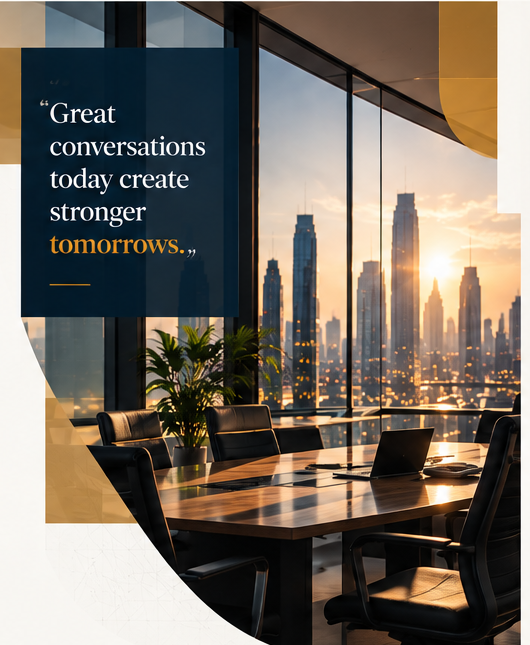 “Great
conversations
today create
stronger
tomorrows.„